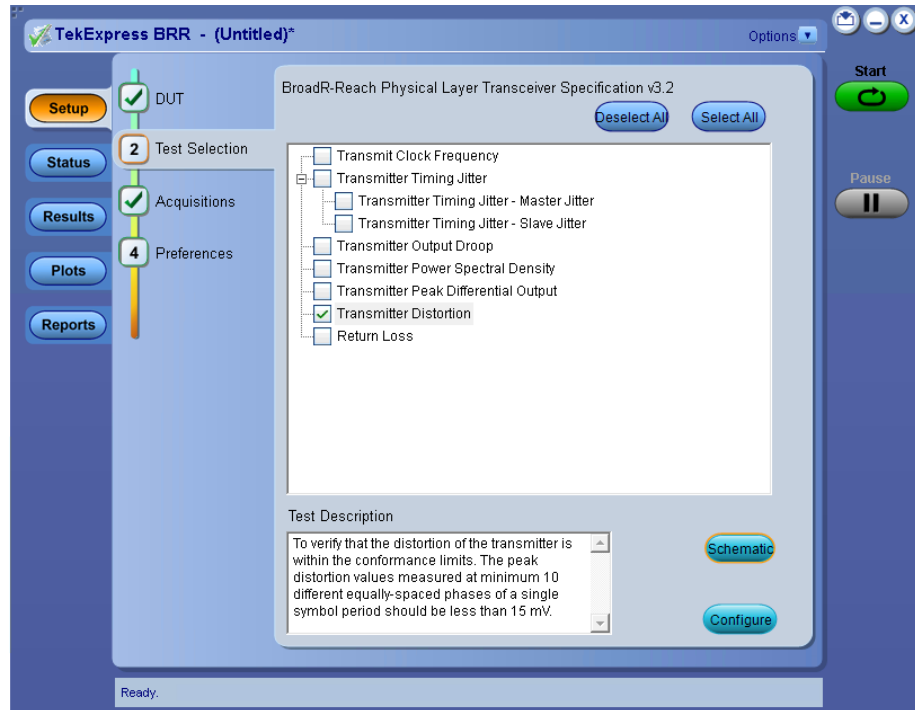 TekExpress BRR - (Untitled)*
Options
Start
Pause
Setup
Status
Results
Plots
Reports
DUT
2 Test Selection
Acquisitions
4 Preferences
BroadR-Reach Physical Layer Transceiver Specification v3.2
Deselect All
Select All
Transmit Clock Frequency
Transmitter Timing Jitter
Transmitter Timing Jitter - Master Jitter
Transmitter Timing Jitter - Slave Jitter
Transmitter Output Droop
Transmitter Power Spectral Density
Transmitter Peak Differential Output
Transmitter Distortion
Return Loss
Test Description
To verify that the distortion of the transmitter is
within the conformance limits. The peak
distortion values measured at minimum 10
different equally-spaced phases of a single
symbol period should be less than 15 mV.
Schematic
Configure
Ready.